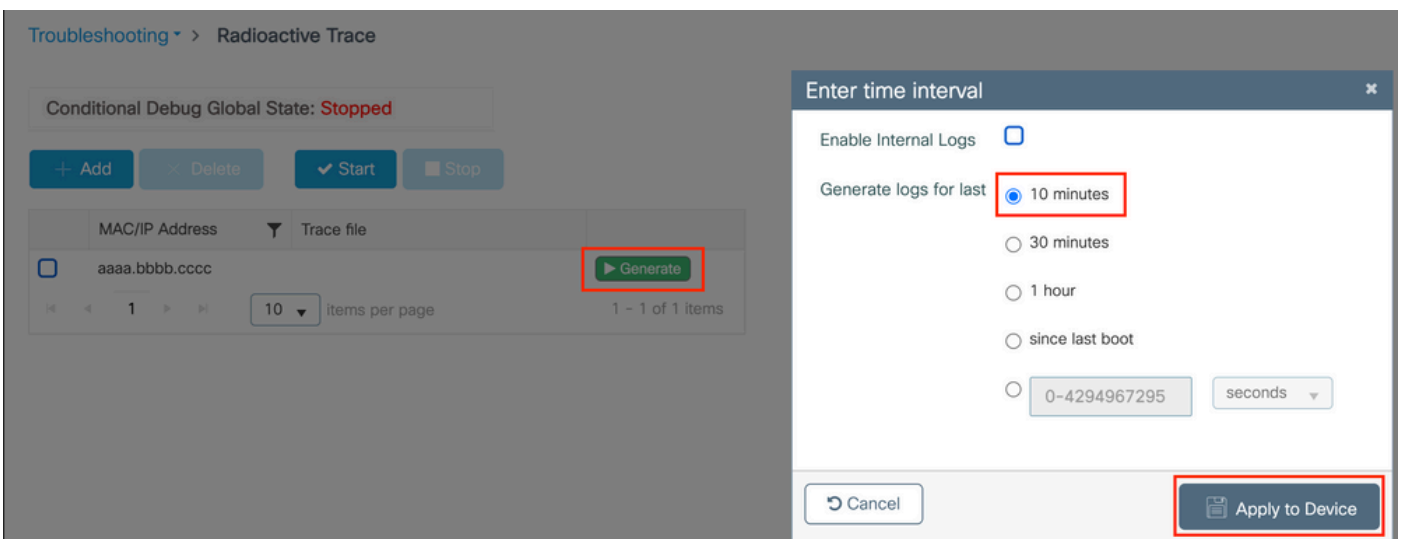 Troubleshooting > Radioactive Trace
Conditional Debug Global State: Stopped
+ Add
× Delete
✔ Start
Stop
MAC/IP Address
Trace file
aaaa.bbbb.cccc
Generate
1
10
items per page
1 - 1 of 1 items
Enter time interval
Enable Internal Logs
Generate logs for last
10 minutes
30 minutes
1 hour
since last boot
0-4294967295
seconds
Cancel
Apply to Device